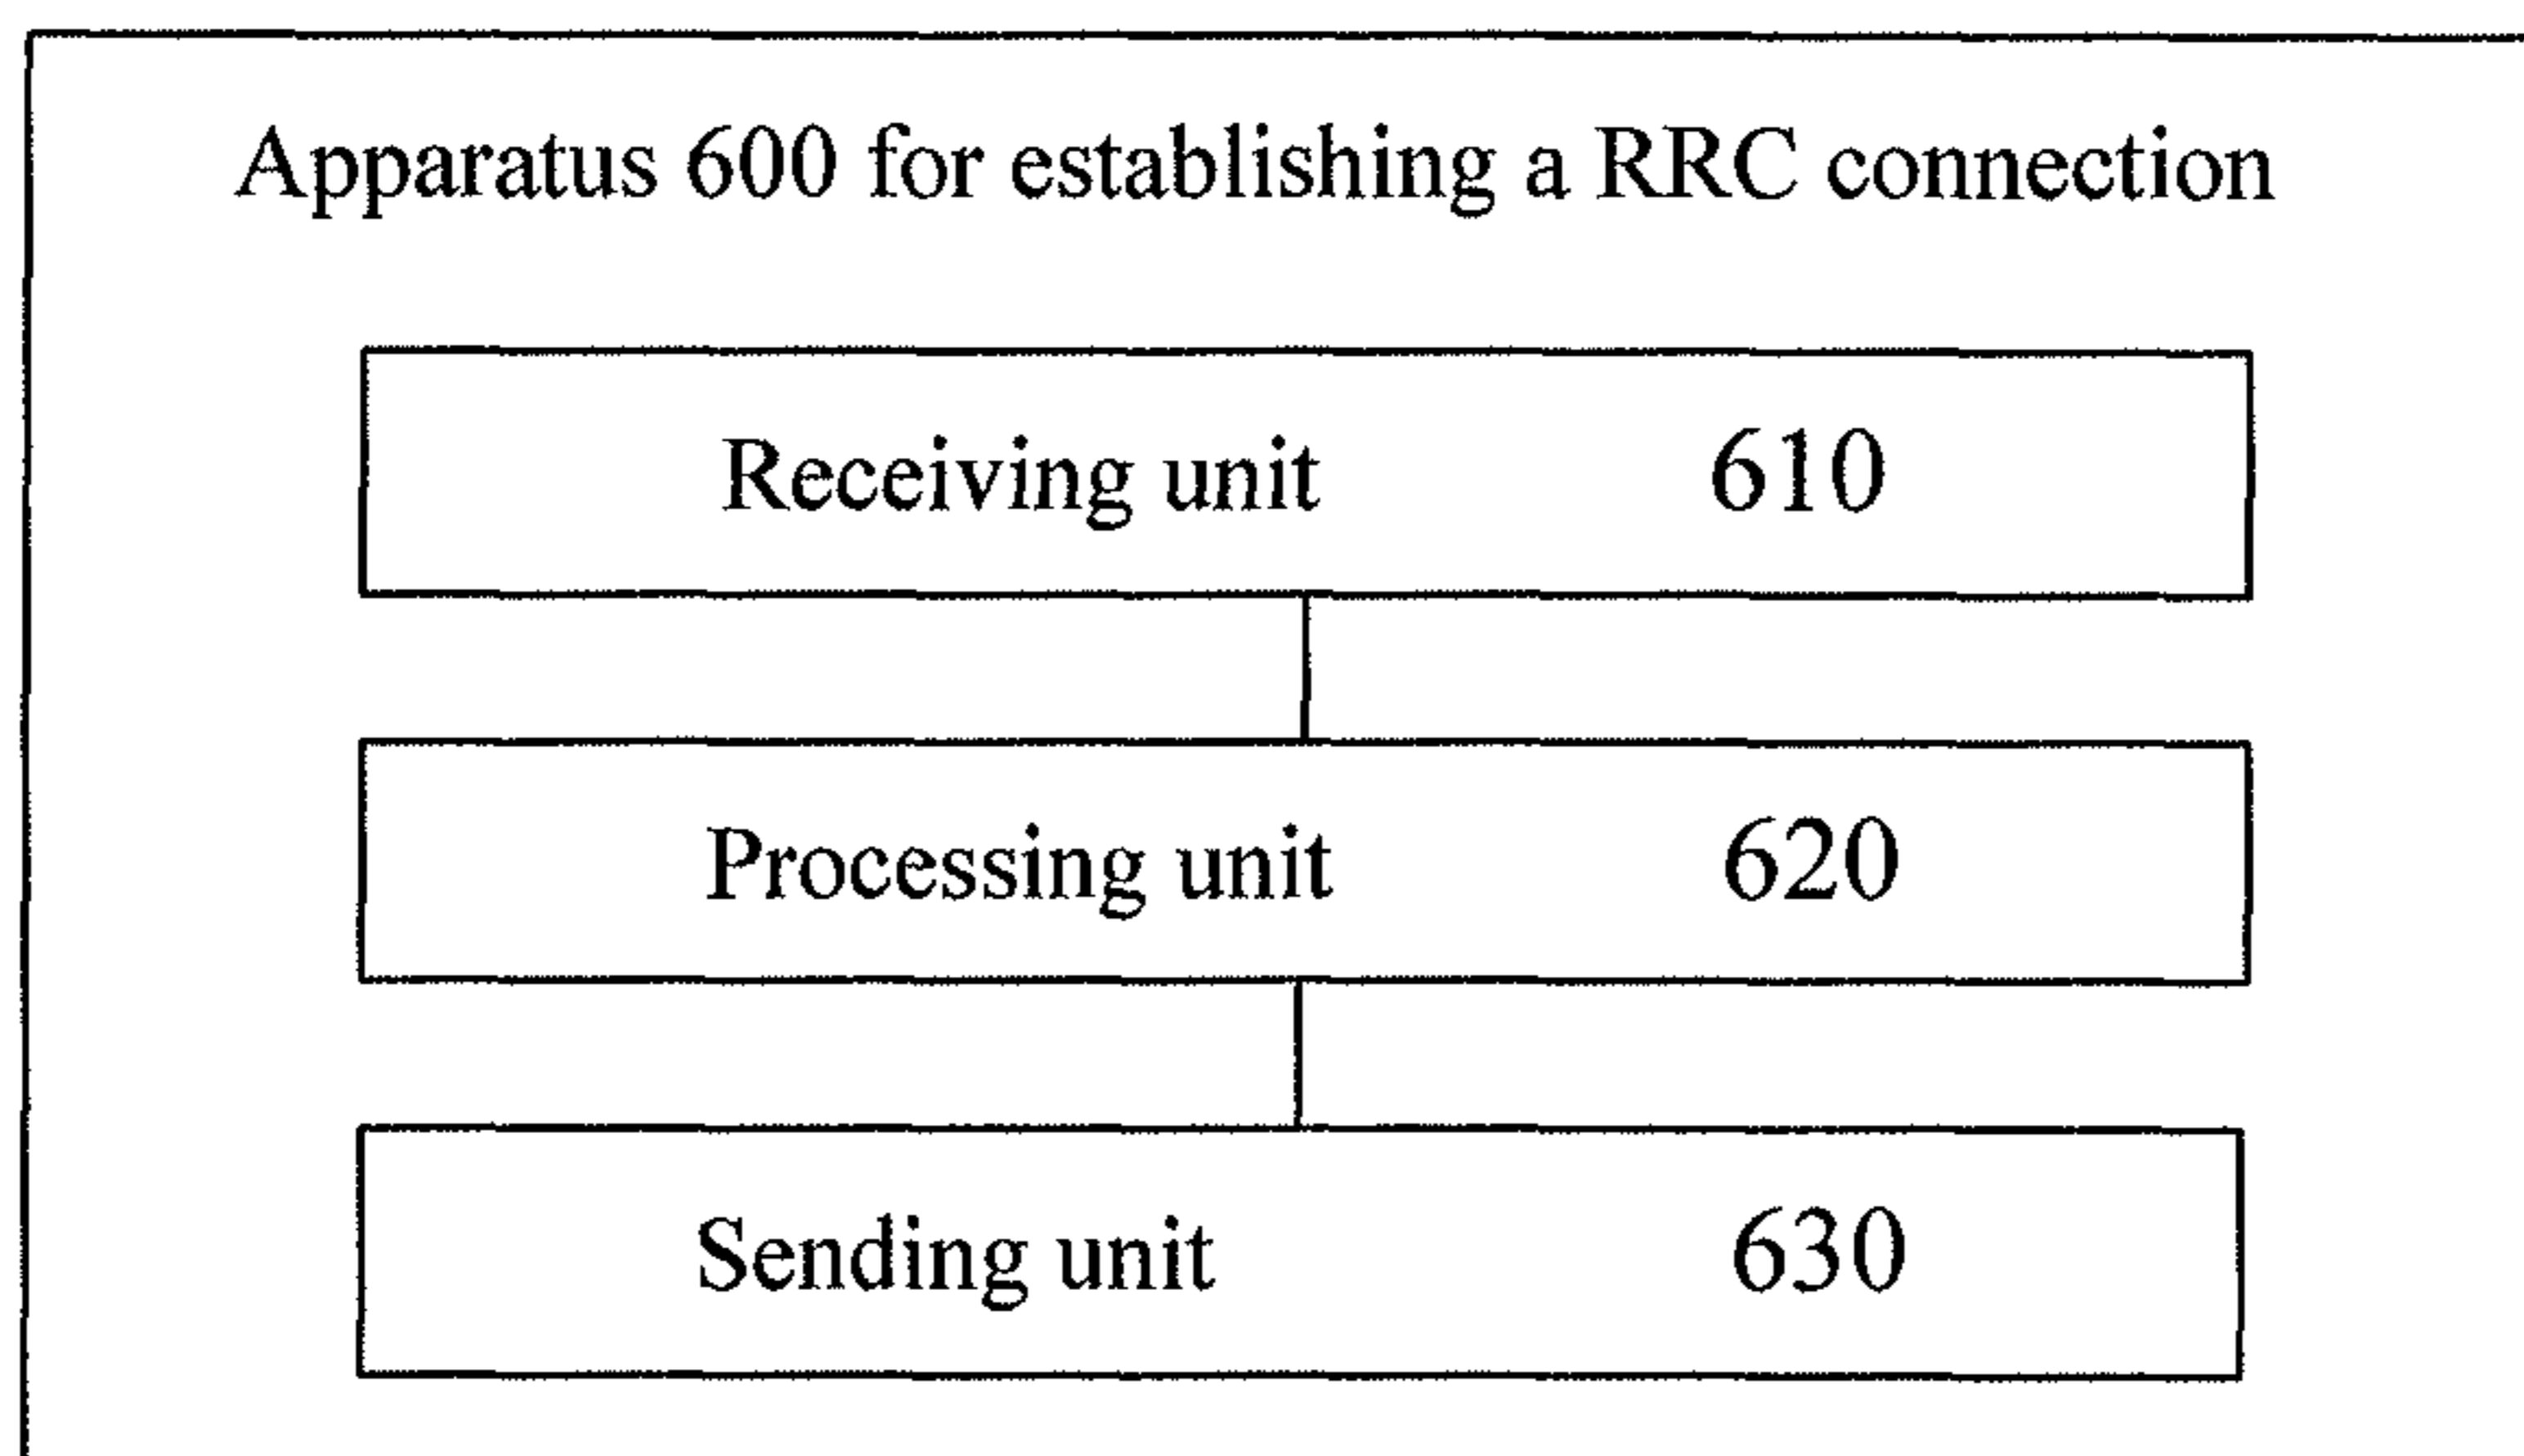 Apparatus 600 for establishing a RRC connection
Receiving unit 610
Processing unit 620
Sending unit 630